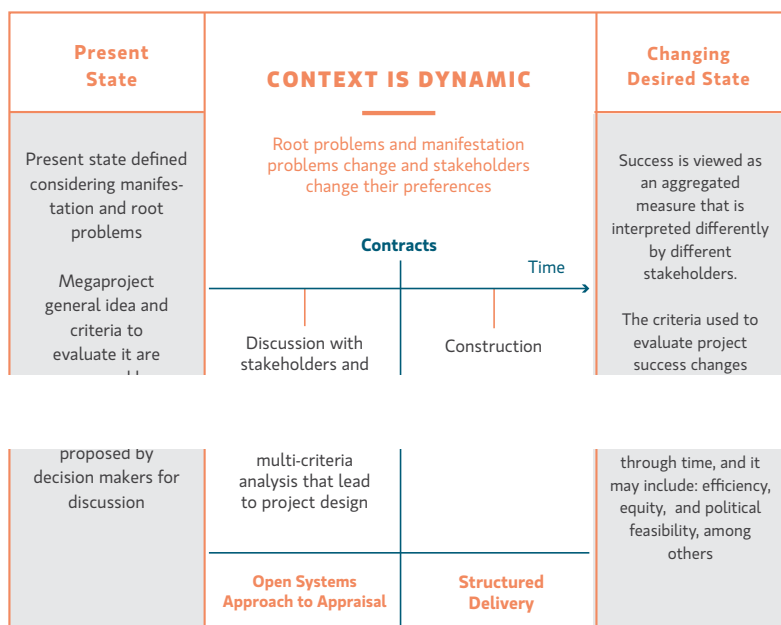 Present
State
Present state defined
considering manifes-
tation and root
problems
Megaproject
general idea and
criteria to
evaluate it are
proposed by
decision makers for
discussion
CONTEXT IS DYNAMIC
Root problems and manifestation
problems change and stakeholders
change their preferences
Contracts
Time
Discussion with
stakeholders and
multi-criteria
analysis that lead
to project design
Construction
Open Systems
Approach to Appraisal
Structured
Delivery
Changing
Desired State
Success is viewed as
an aggregated
measure that is
interpreted differently
by different
stakeholders.
The criteria used to
evaluate project
success changes
through time, and it
may include: efficiency,
equity, and political
feasibility, among
others